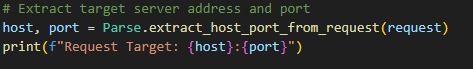 # Extract target server address and port
host, port = Parse.extract_host_port_from_request(request)
print(f"Request Target: {host}:{port}")